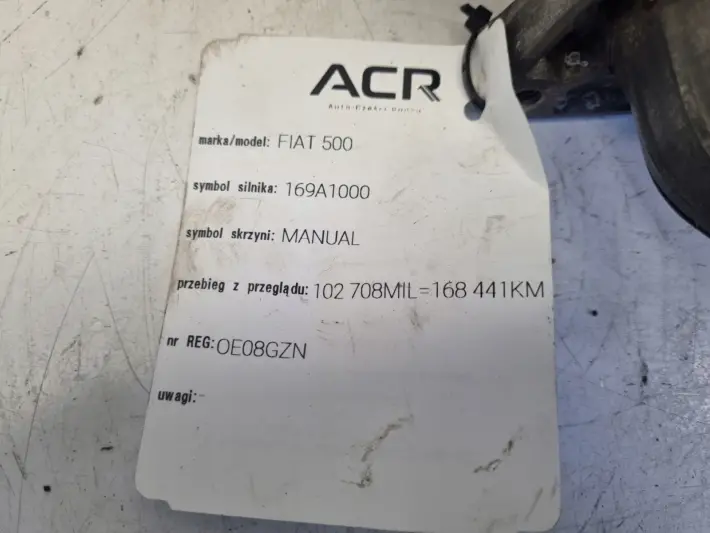 ACR
marka/model: FIAT 500
symbol silnika: 169A1000
symbol skrzyni: MANUAL
przebieg z przeglądu: 102 708MIL=168 441KM
nr REG: OE08GZN
uwagi:-